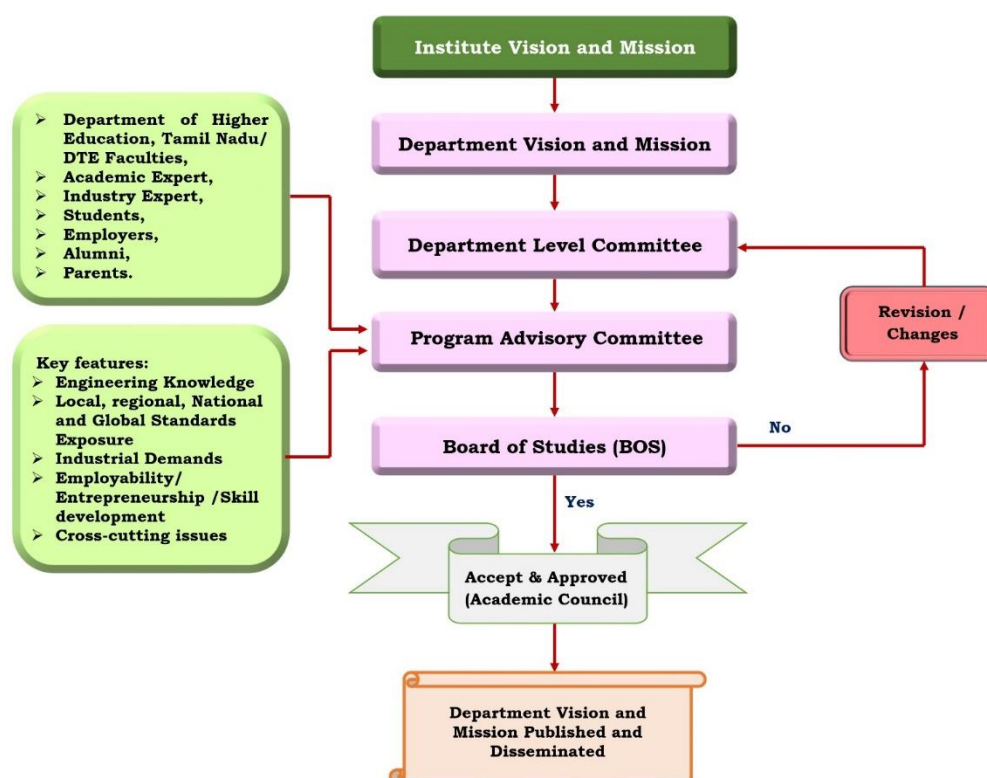 Institute Vision and Mission
➢ Department of Higher
Education, Tamil Nadu/
DTE Faculties,
➢ Academic Expert,
➢ Industry Expert,
➢ Students,
➢ Employers,
➢ Alumni,
➢ Parents.
Department Vision and Mission
Department Level Committee
Revision /
Changes
Program Advisory Committee
Key features:
➢ Engineering Knowledge
➢ Local, regional, National
and Global Standards
Exposure
➢ Industrial Demands
➢ Employability/
Entrepreneurship /Skill
development
➢ Cross-cutting issues
Board of Studies (BOS)
No
Yes
Accept & Approved
(Academic Council)
Department Vision and
Mission Published and
Disseminated